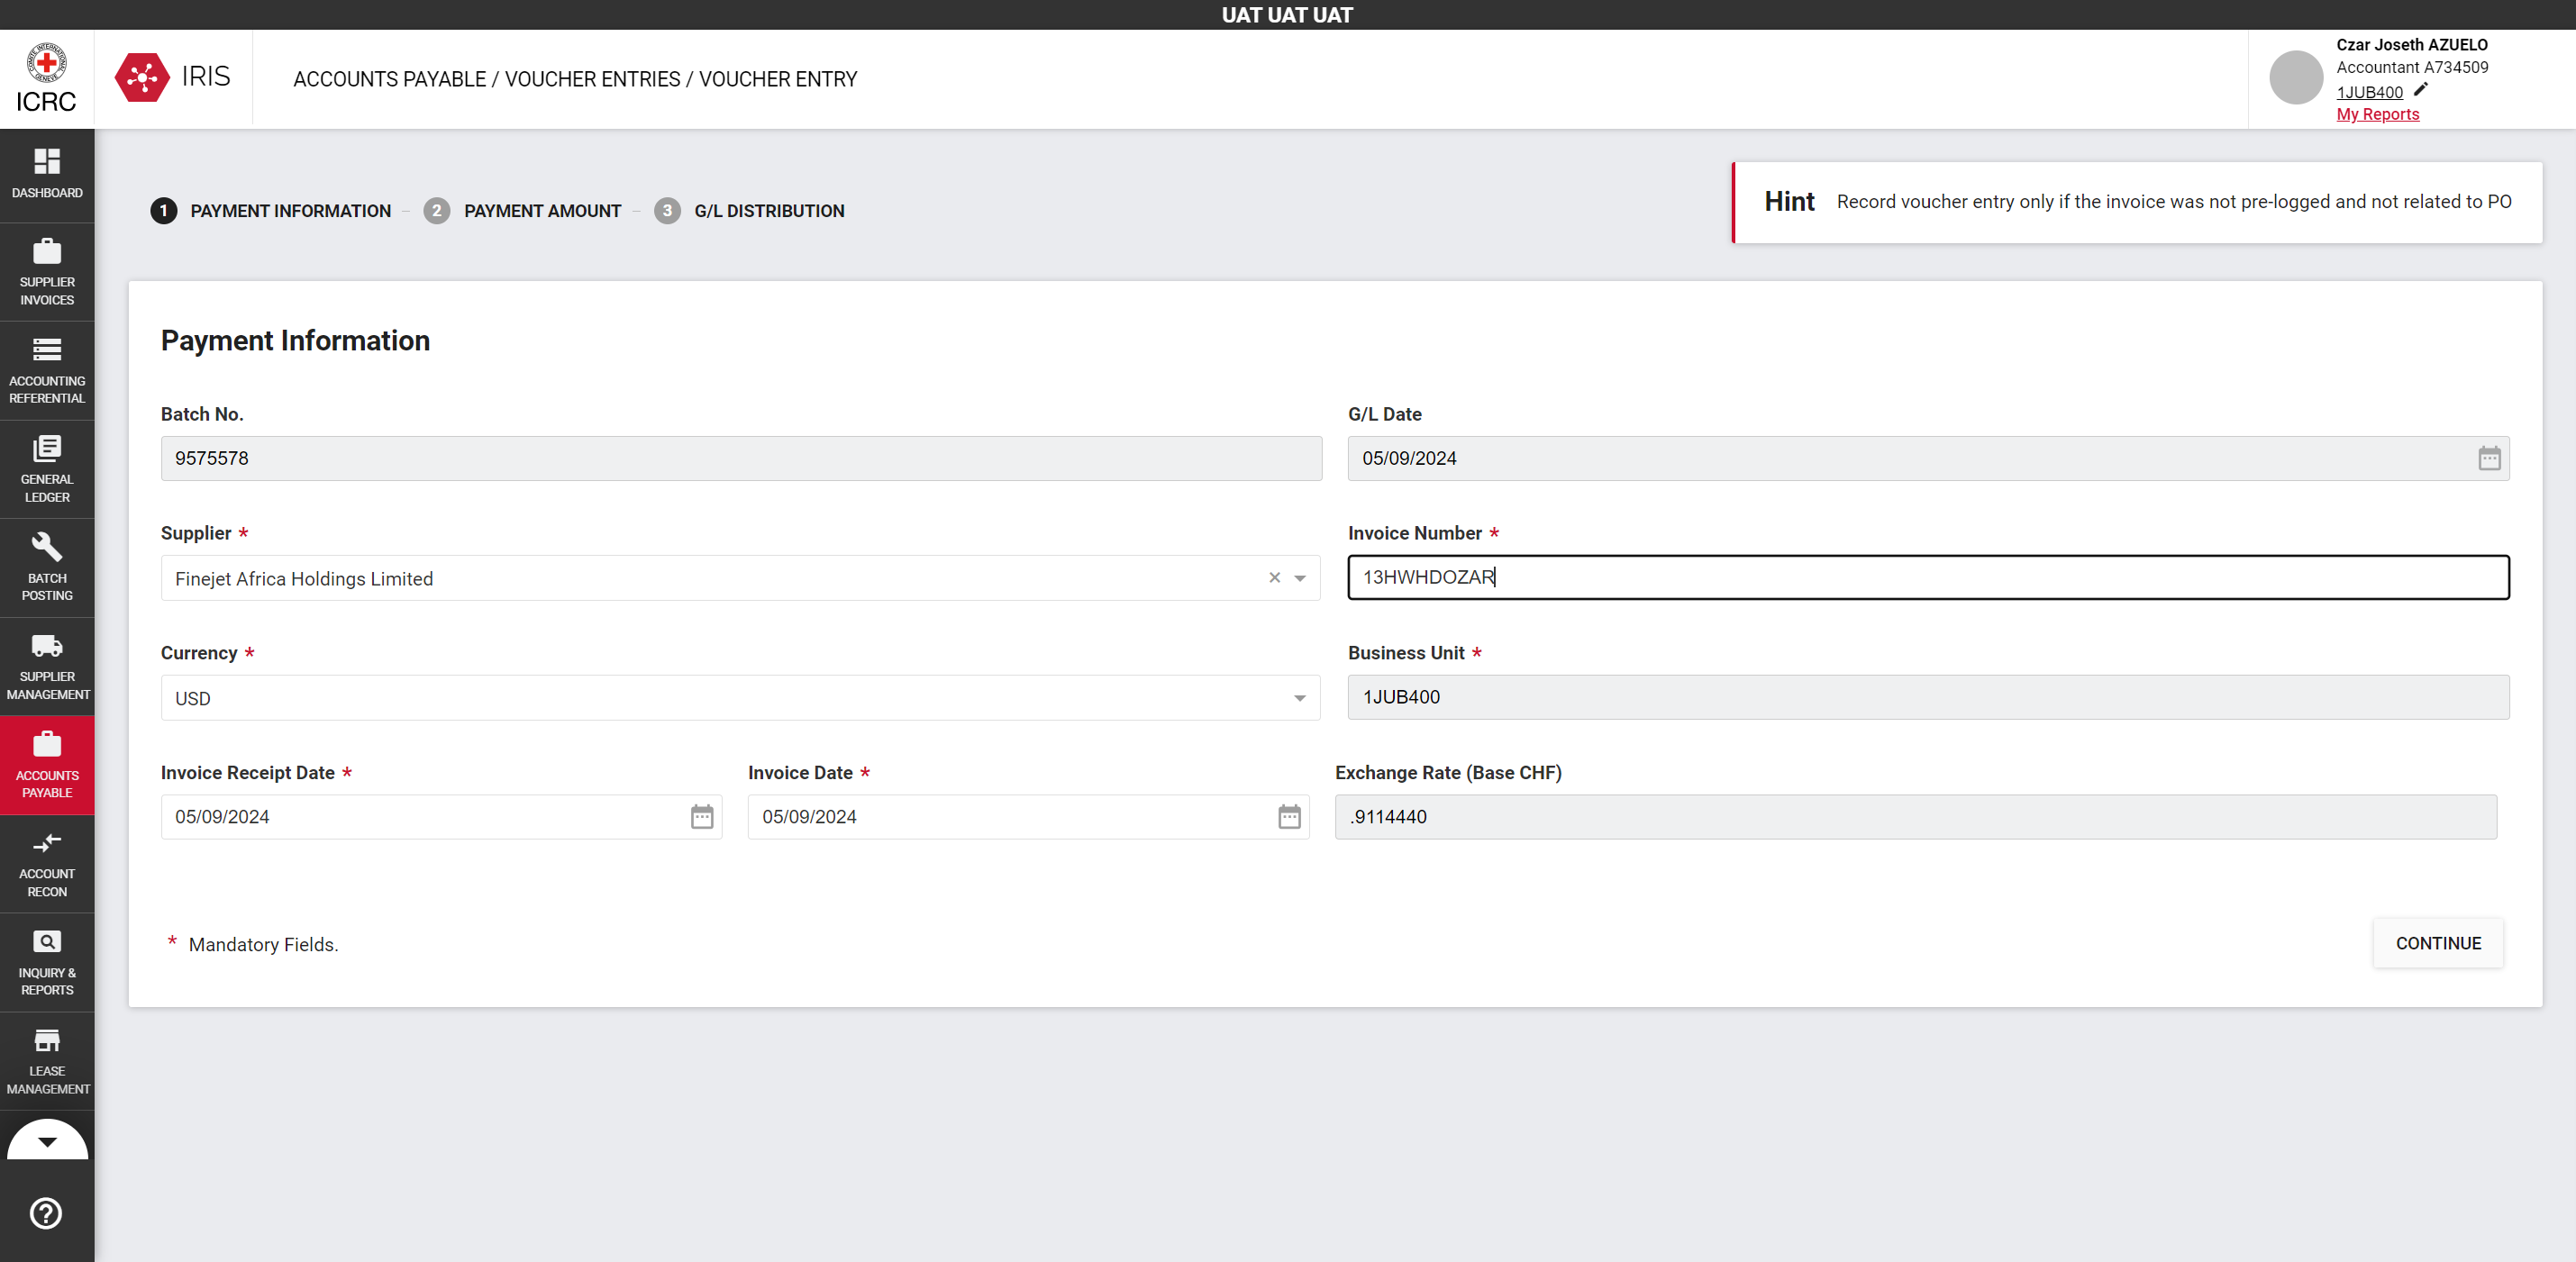 UAT UAT UAT
COMITE INTERNATIONAL GENEVE
ICRC
IRIS
ACCOUNTS PAYABLE / VOUCHER ENTRIES / VOUCHER ENTRY
Czar Joseth AZUELO
Accountant A734509
1JUB400
My Reports
DASHBOARD
SUPPLIER
INVOICES
ACCOUNTING
REFERENTIAL
GENERAL
LEDGER
BATCH
POSTING
SUPPLIER
MANAGEMENT
ACCOUNTS
PAYABLE
ACCOUNT
RECON
INQUIRY &
REPORTS
LEASE
MANAGEMENT
1 PAYMENT INFORMATION – 2 PAYMENT AMOUNT – 3 G/L DISTRIBUTION
Hint Record voucher entry only if the invoice was not pre-logged and not related to PO
Payment Information
Batch No.
9575578
G/L Date
05/09/2024
Supplier *
Finejet Africa Holdings Limited
Invoice Number *
13HWHDOZAR
Currency *
USD
Business Unit *
1JUB400
Invoice Receipt Date *
05/09/2024
Invoice Date *
05/09/2024
Exchange Rate (Base CHF)
.9114440
* Mandatory Fields.
CONTINUE